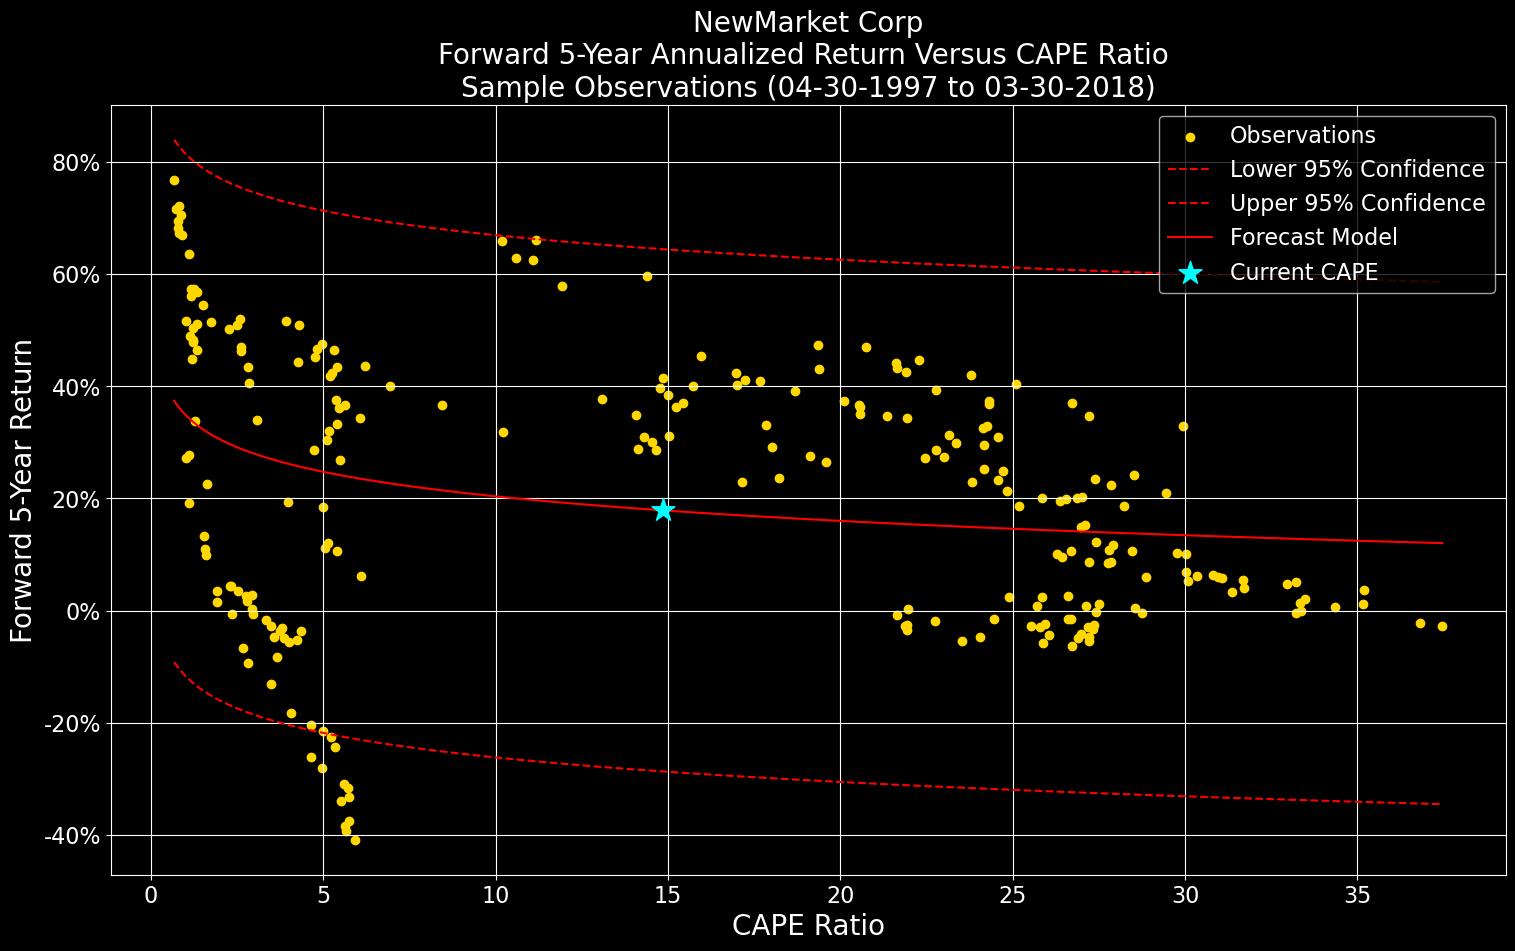 NewMarket Corp
Forward 5-Year Annualized Return Versus CAPE Ratio
Sample Observations (04-30-1997 to 03-30-2018)
Observations
Lower 95% Confidence
Upper 95% Confidence
Forecast Model
Current CAPE
Forward 5-Year Return
80%
60%
40%
20%
0%
-20%
-40%
0 5 10 15 20 25 30 35
CAPE Ratio